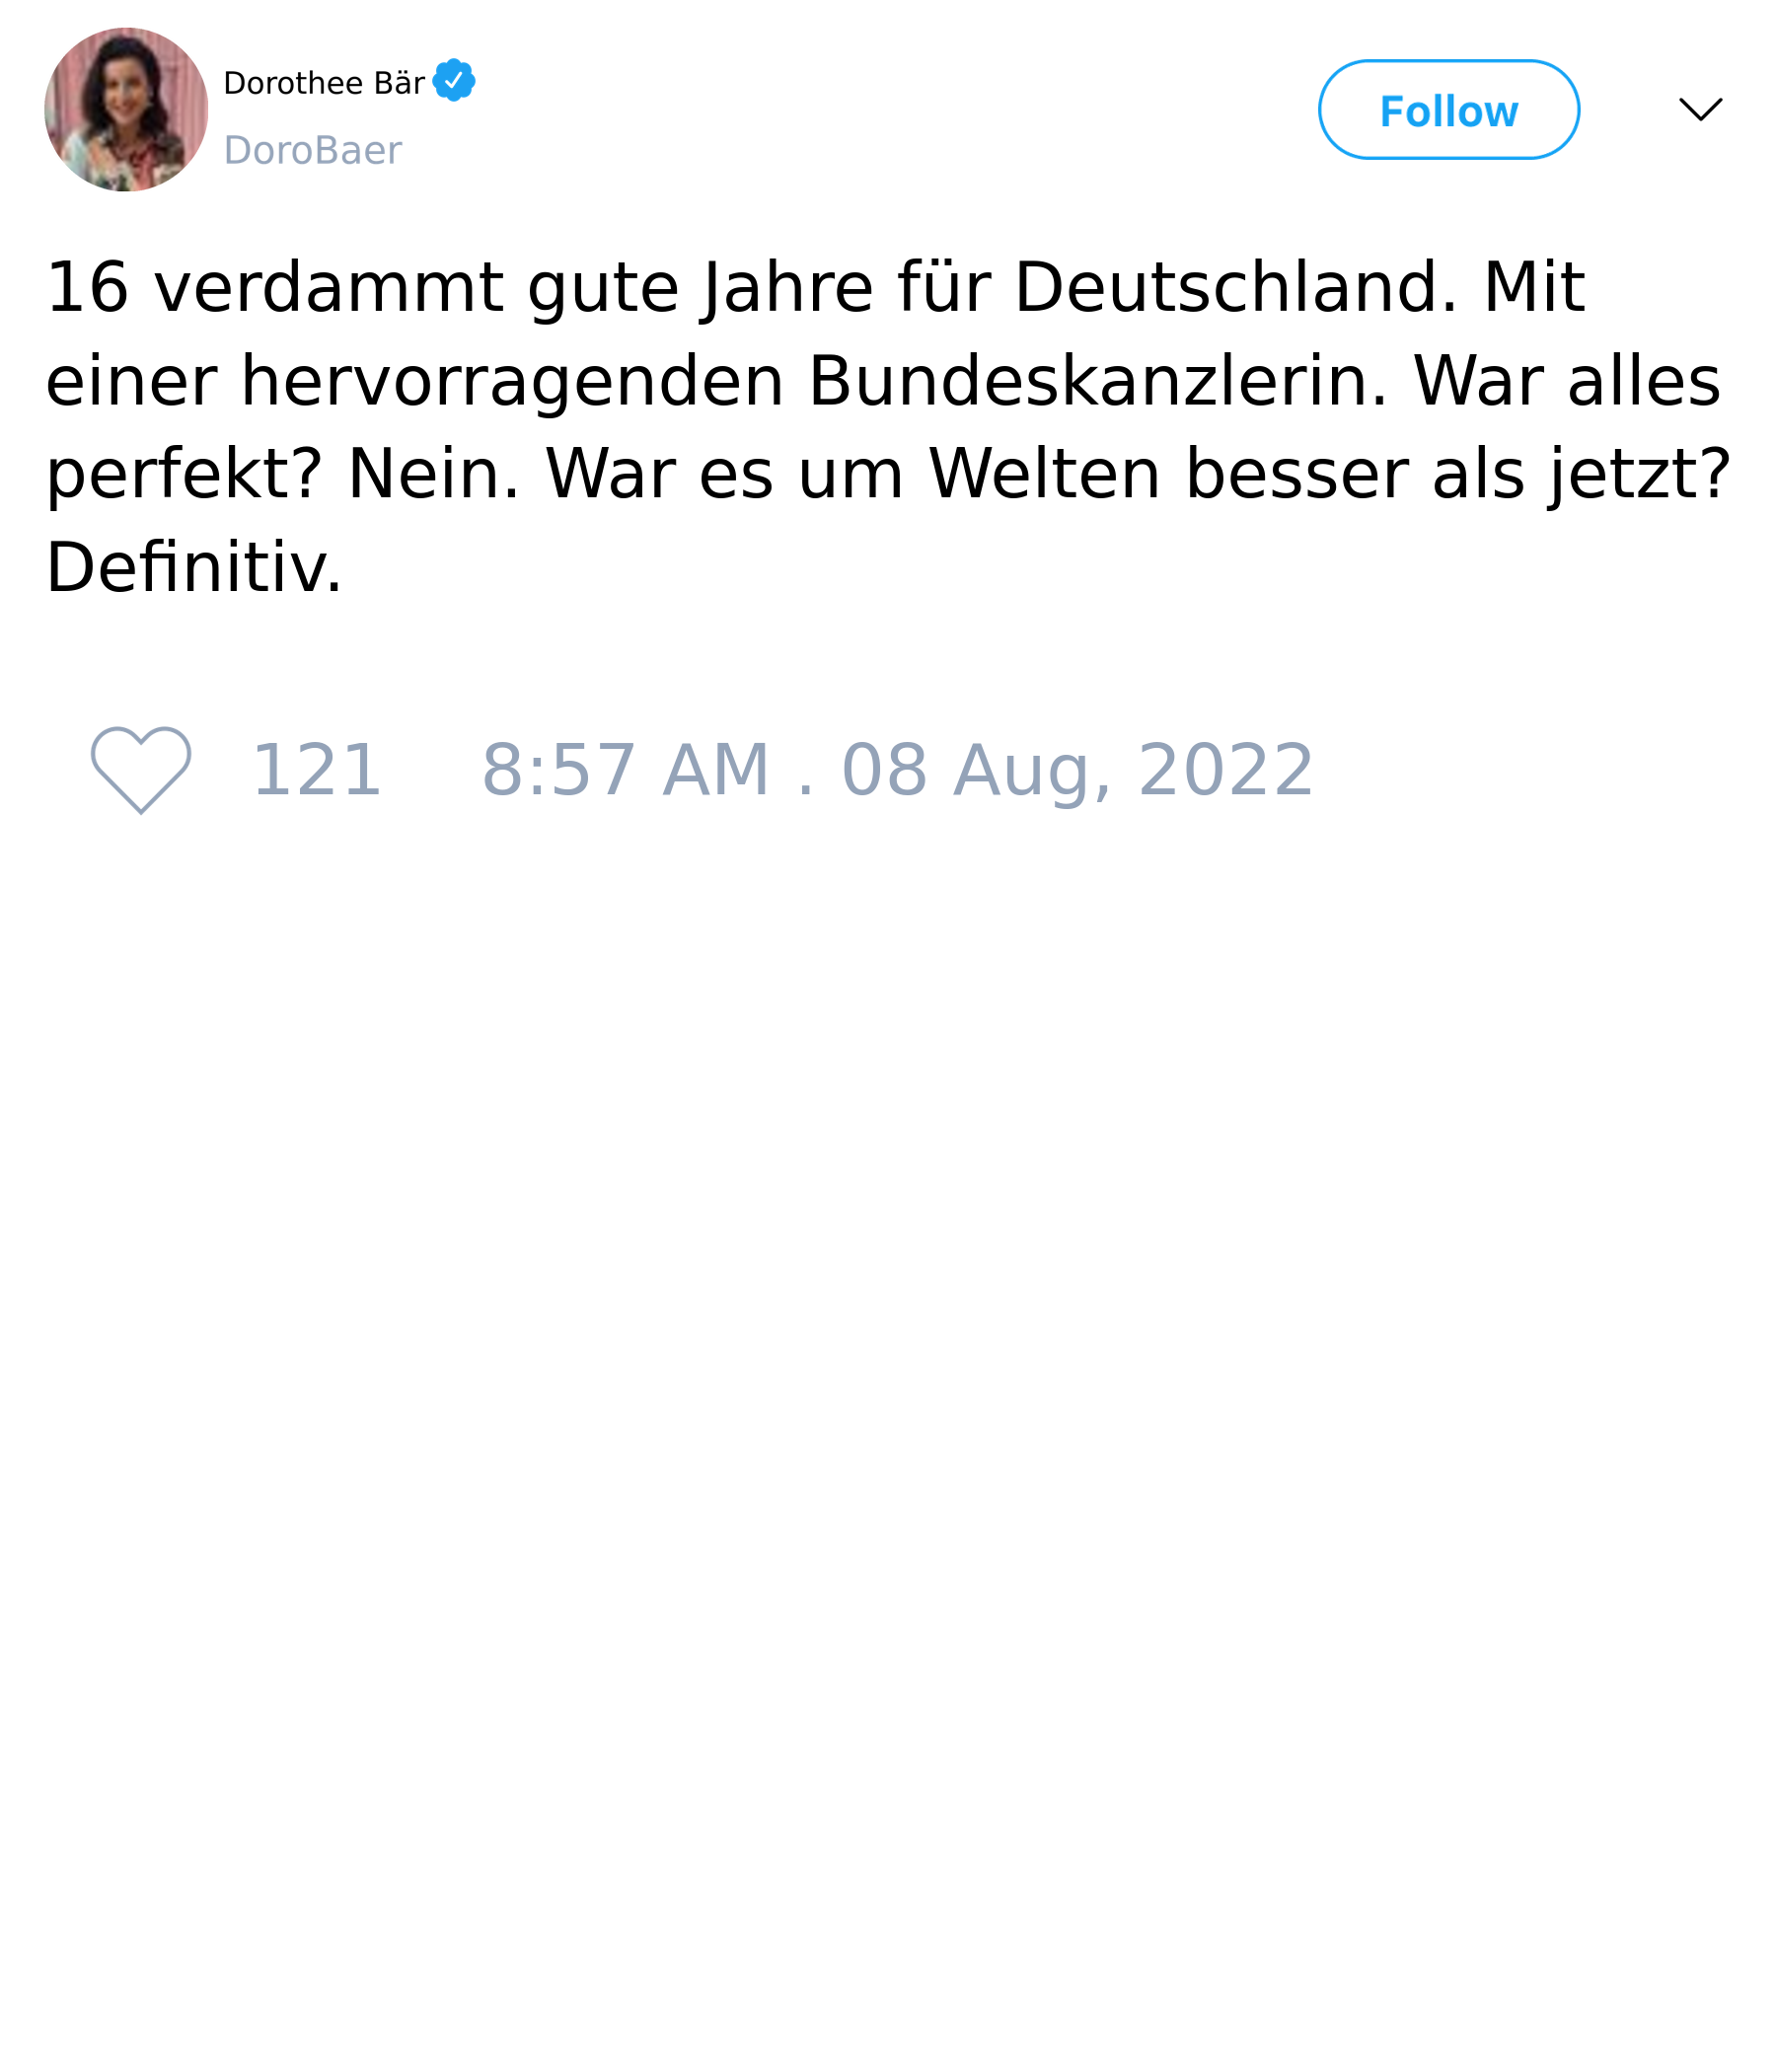 Dorothee Bär
DoroBaer
Follow
16 verdammt gute Jahre für Deutschland. Mit
einer hervorragenden Bundeskanzlerin. War alles
perfekt? Nein. War es um Welten besser als jetzt?
Definitiv.
121 8:57 AM . 08 Aug, 2022